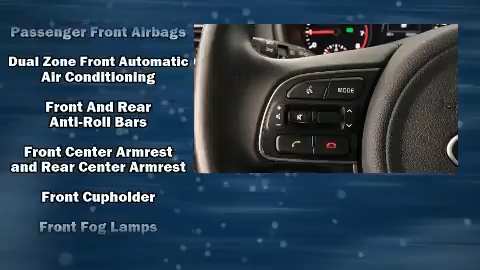 Passenger Front Airbags
Dual Zone Front Automatic
Air Conditioning
Front And Rear
Anti-Roll Bars
Front Center Armrest
and Rear Center Armrest
Front Cupholder
Front Fog Lamps
MODE